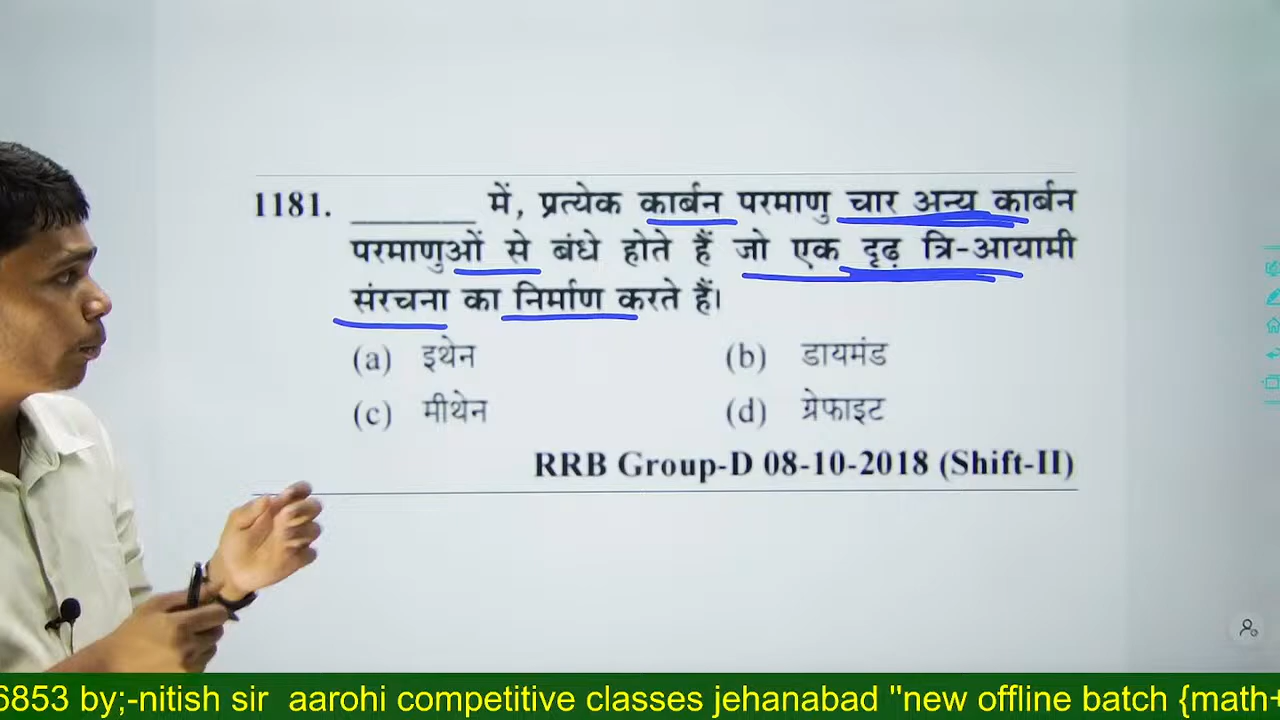 1181. ________ में, प्रत्येक कार्बन परमाणु चार अन्य कार्बन
परमाणुओं से बंधे होते हैं जो एक दृढ़ त्रि-आयामी
संरचना का निर्माण करते हैं।
(a) इथेन (b) डायमंड
(c) मीथेन (d) ग्रेफाइट
RRB Group-D 08-10-2018 (Shift-II)
6853 by;-nitish sir aarohi competitive classes jehanabad "new offline batch {math+